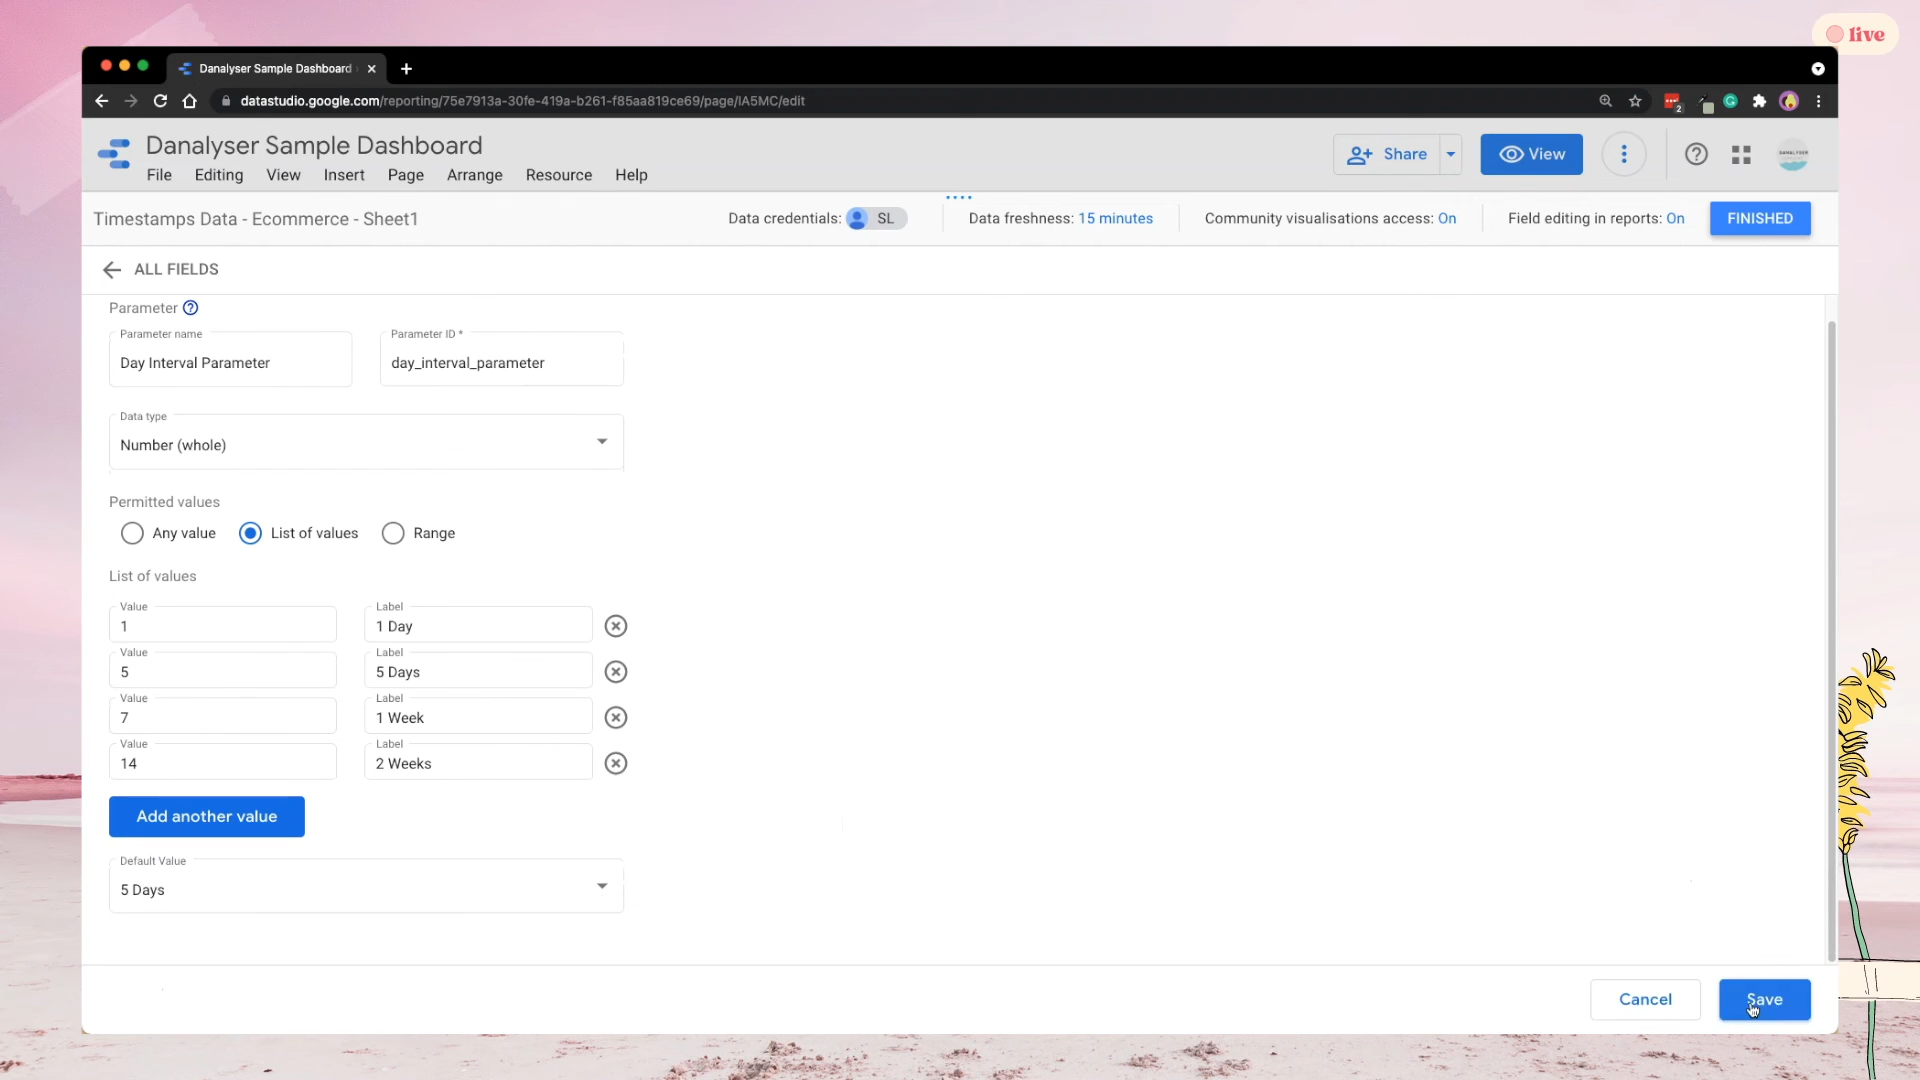 live
Danalyser Sample Dashboard
datastudio.google.com/reporting/75e7913a-30fe-419a-b261-f85aa819ce69/page/IA5MC/edit
2
Danalyser Sample Dashboard
File Editing View Insert Page Arrange Resource Help
Share View
Timestamps Data - Ecommerce - Sheet1
Data credentials: SL
Data freshness: 15 minutes
Community visualisations access: On
Field editing in reports: On
FINISHED
ALL FIELDS
Parameter
Parameter name
Day Interval Parameter
Parameter ID *
day_interval_parameter
Data type
Number (whole)
Permitted values
Any value List of values Range
List of values
Value Label
1 1 Day
Value Label
5 5 Days
Value Label
7 1 Week
Value Label
14 2 Weeks
Add another value
Default Value
5 Days
Cancel Save